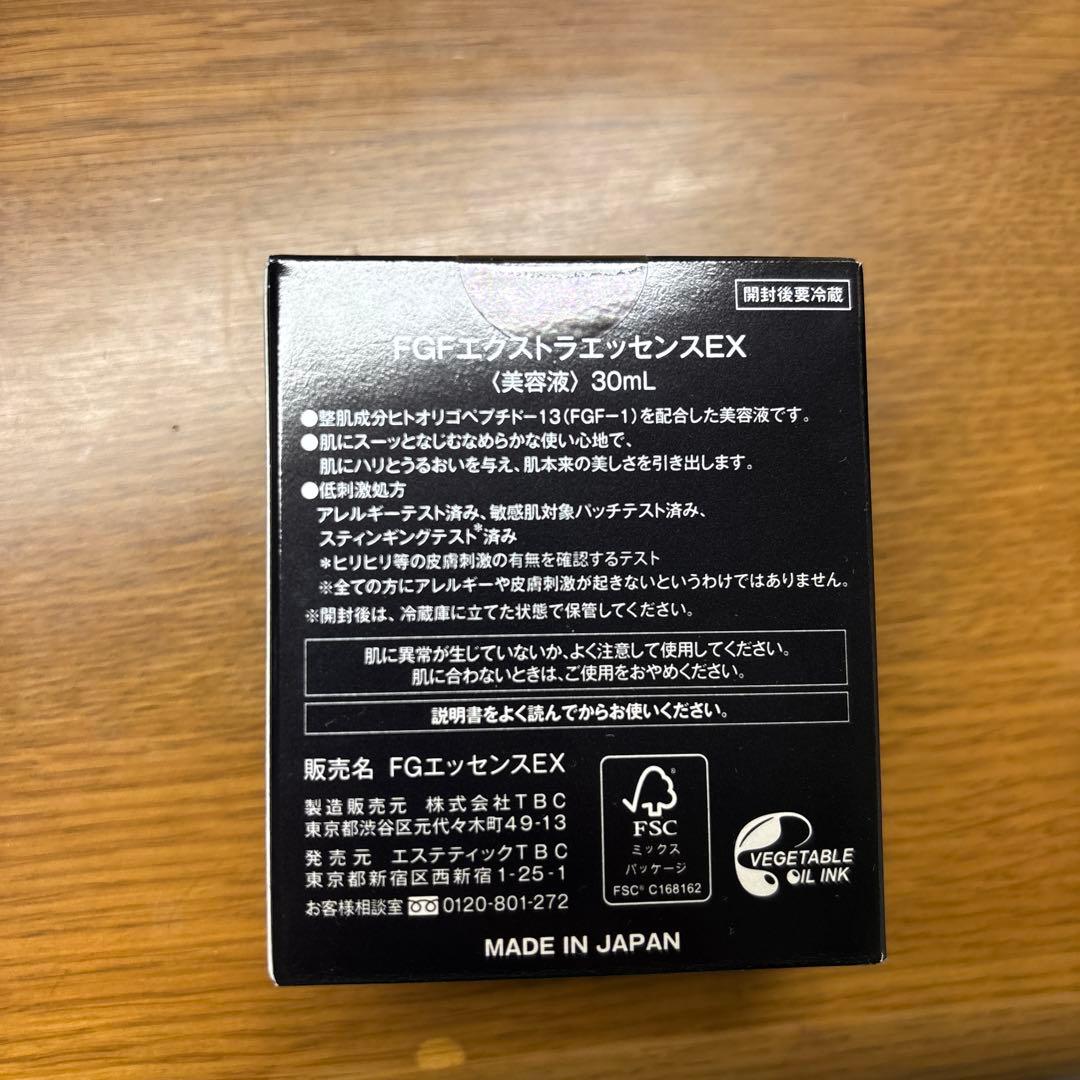 開封後要冷蔵
FGFエクストラエッセンスEX
〈美容液〉30mL
●整肌成分ヒトオリゴペプチド-13(FGF-1)を配合した美容液です。
●肌にスーッとなじむなめらかな使い心地で、
肌にハリとうるおいを与え、肌本来の美しさを引き出します。
●低刺激処方
アレルギーテスト済み、敏感肌対象パッチテスト済み、
スティンギングテスト*済み
*ヒリヒリ等の皮膚刺激の有無を確認するテスト
※全ての方にアレルギーや皮膚刺激が起きないというわけではありません。
※開封後は、冷蔵庫に立てた状態で保管してください。
肌に異常が生じていないか、よく注意して使用してください。
肌に合わないときは、ご使用をおやめください。
説明書をよく読んでからお使いください。
販売名 FGエッセンスEX
製造販売元 株式会社TBC
東京都渋谷区元代々木町49-13
発売元 エステティックTBC
東京都新宿区西新宿1-25-1
お客様相談室 0120-801-272
FSC
ミックス
パッケージ
FSC® C168162
VEGETABLE
OIL INK
MADE IN JAPAN